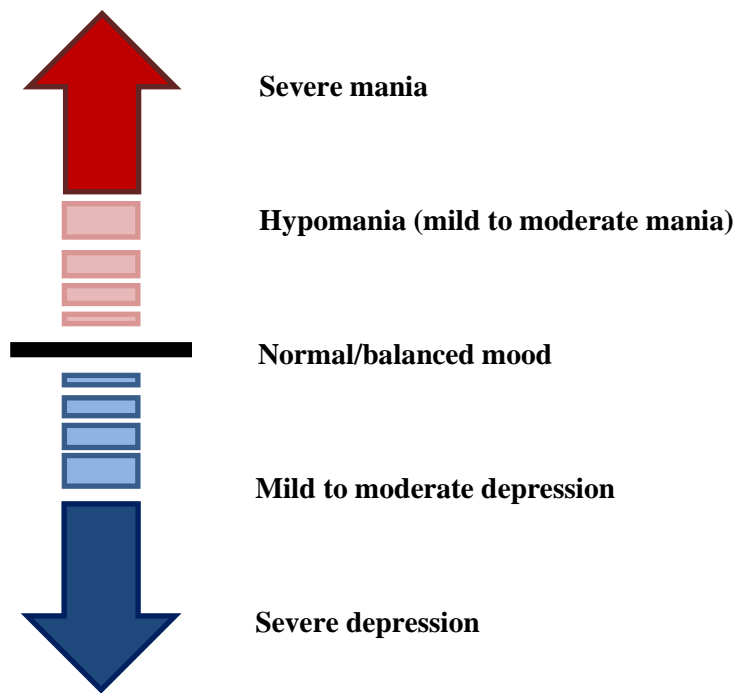 Severe mania
Hypomania (mild to moderate mania)
Normal/balanced mood
Mild to moderate depression
Severe depression